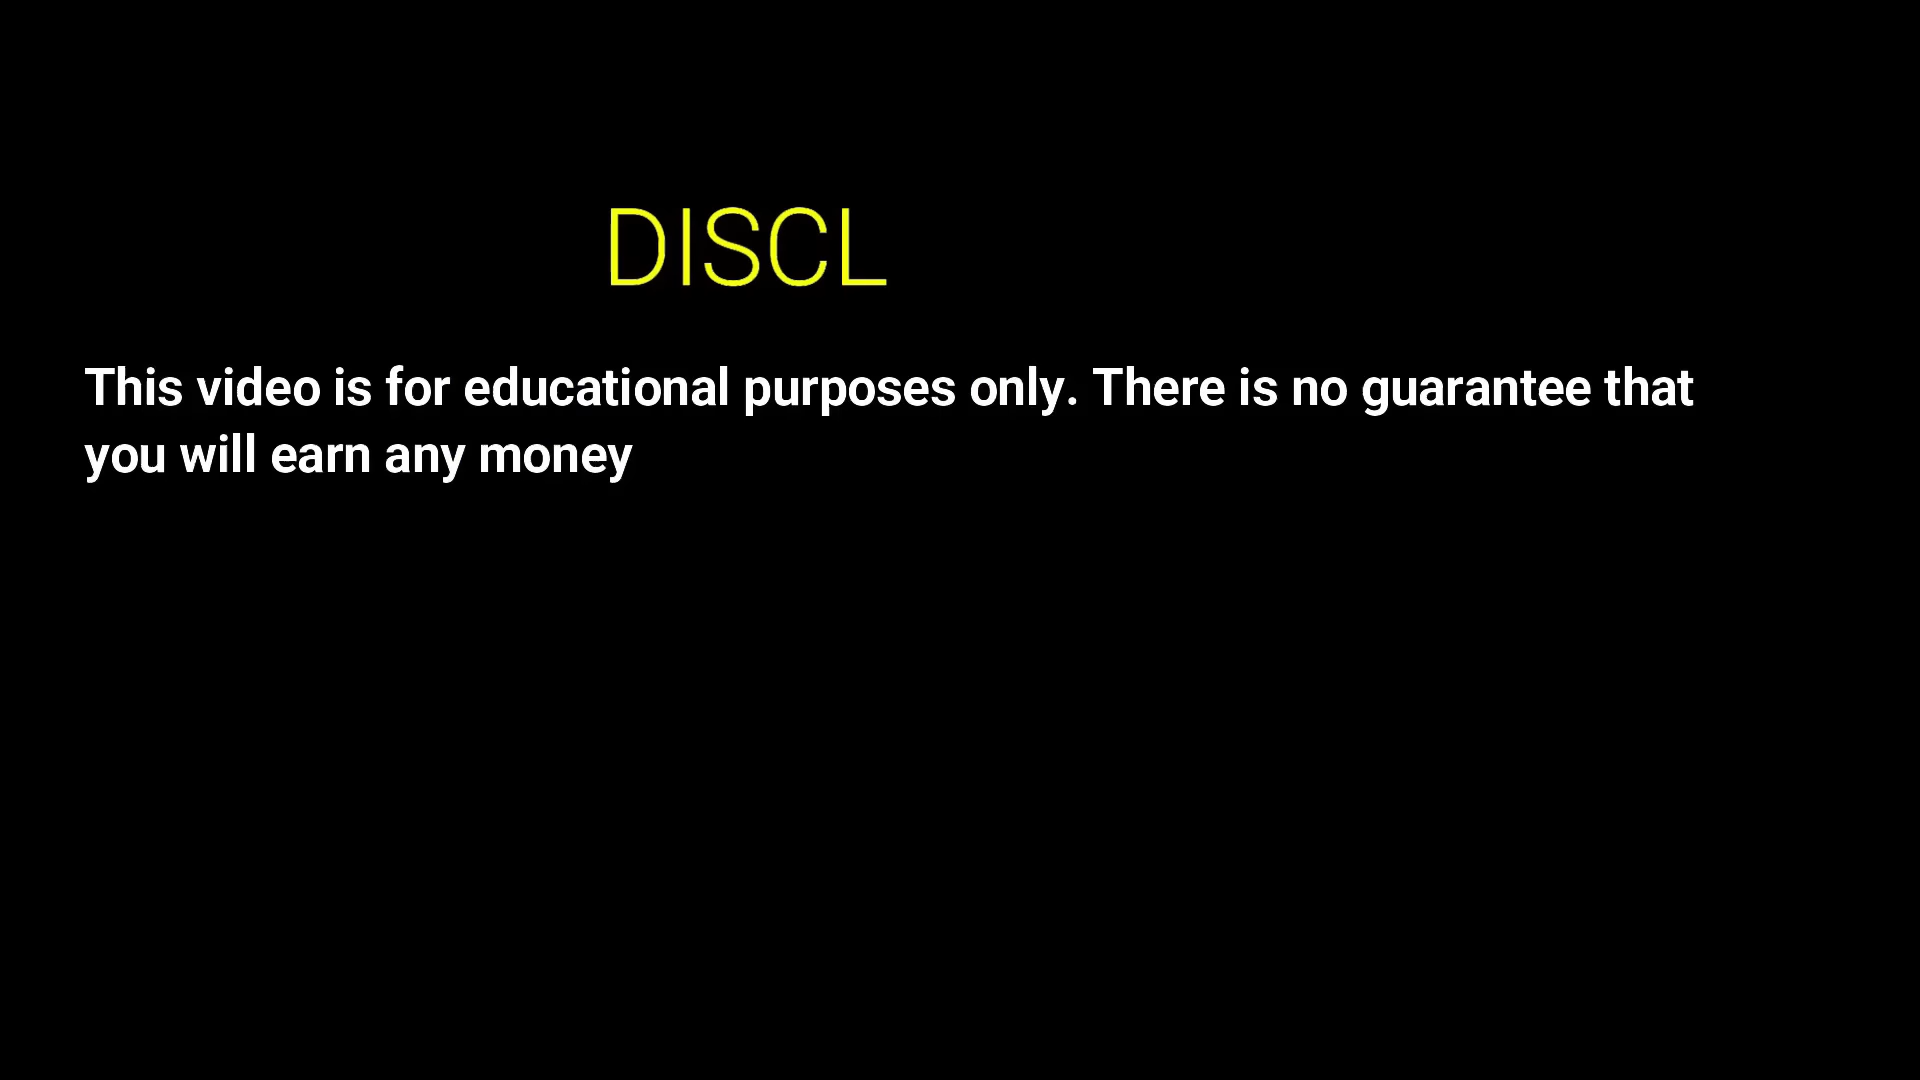 DISCL
This video is for educational purposes only. There is no guarantee that
you will earn any money